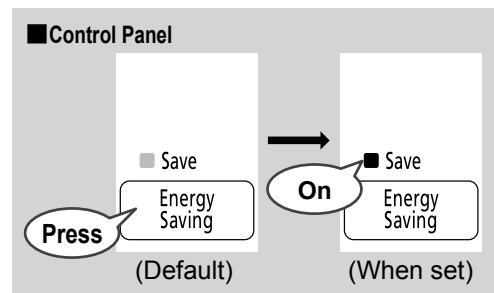 ■Control Panel
Save
Energy
Saving
Press
(Default)
Save
On
Energy
Saving
(When set)